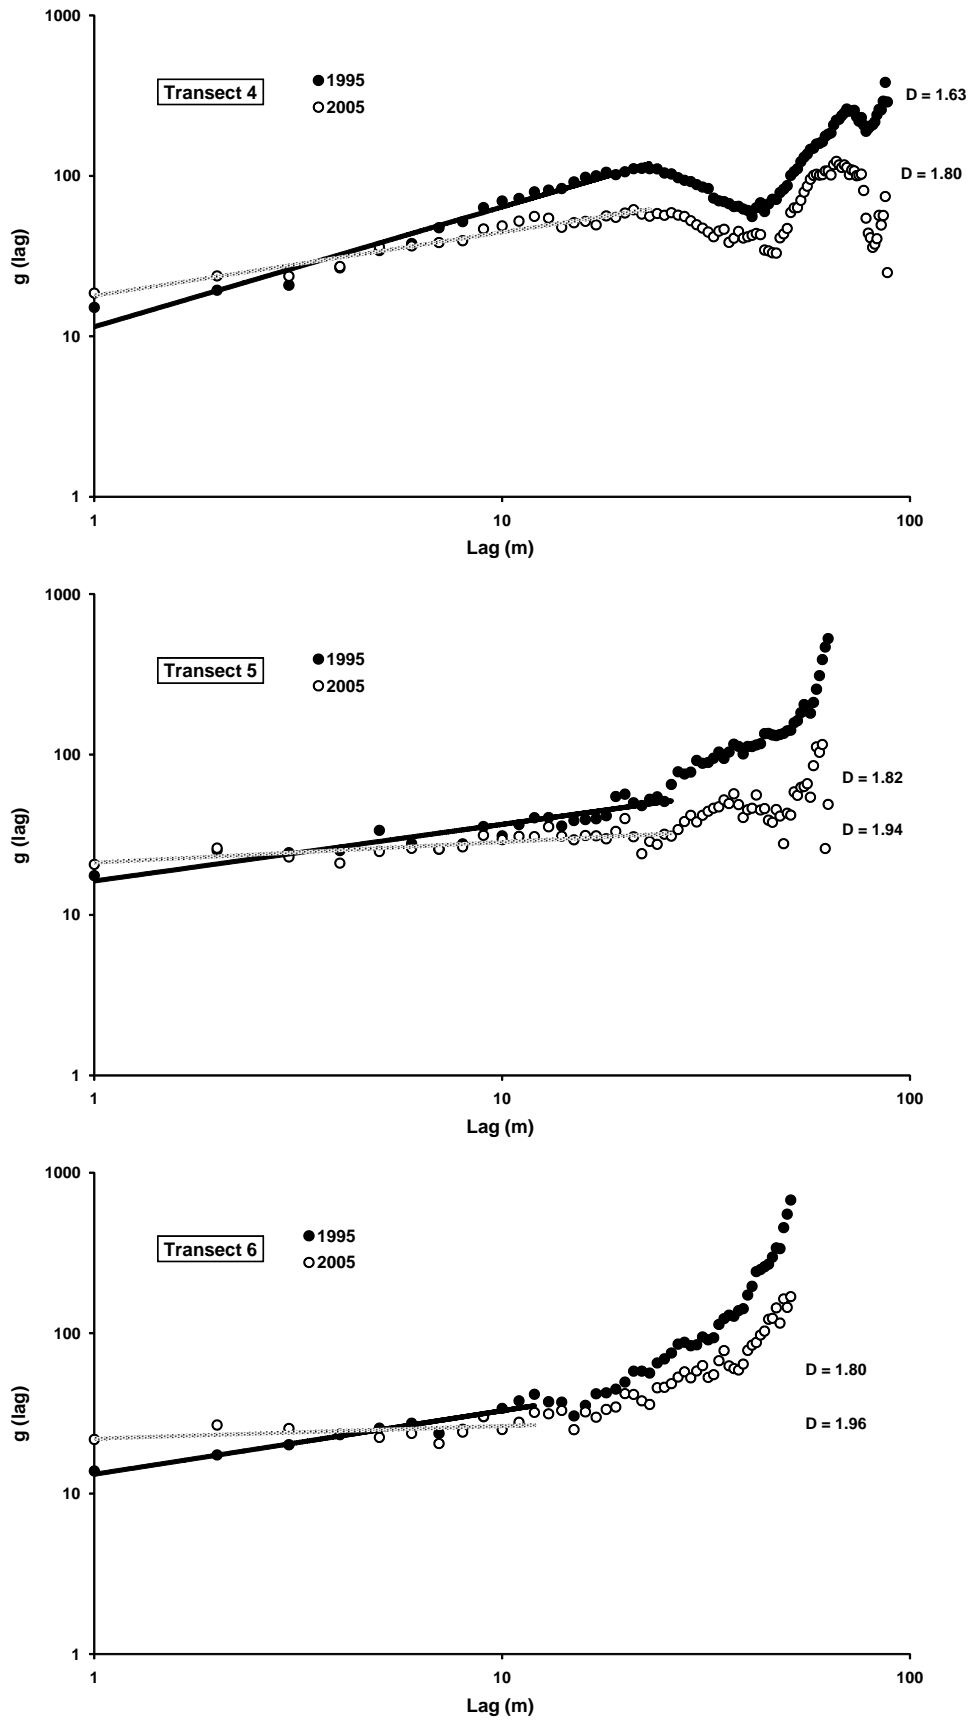 1000
Transect 4
1995
2005
D = 1.63
100
D = 1.80
g (lag)
10
1
1
10
100
Lag (m)
1000
Transect 5
1995
2005
100
D = 1.82
D = 1.94
g (lag)
10
1
1
10
100
Lag (m)
1000
Transect 6
1995
2005
100
D = 1.80
D = 1.96
g (lag)
10
1
1
10
100
Lag (m)